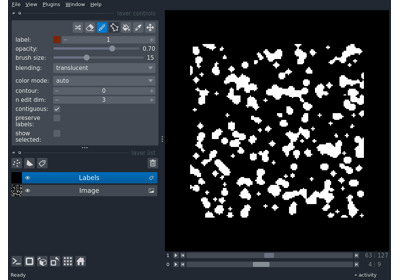 File View Plugins Window Help
layer controls
label: 1
opacity: 0.70
brush size: 15
blending: translucent
color mode: auto
contour: 0
n edit dim: 3
contiguous:
preserve
labels:
show
selected:
layer list
Labels
Image
1 63 127
0 4 9
Ready activity